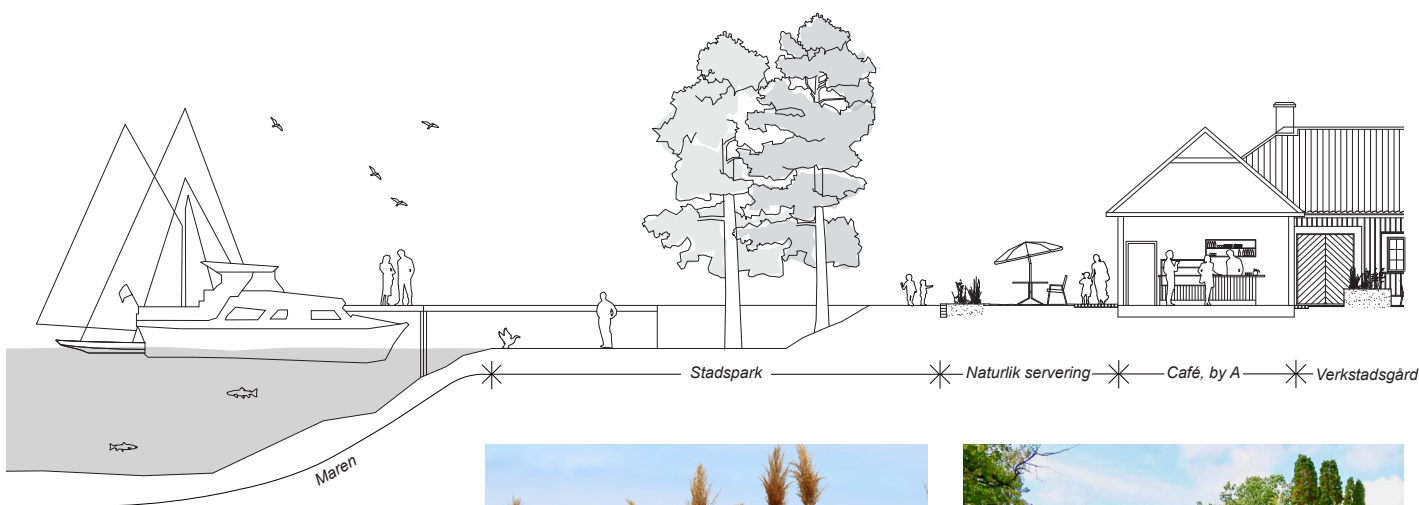 Stadspark
Naturlik servering
Café, by A
Verkstadsgård
Maren